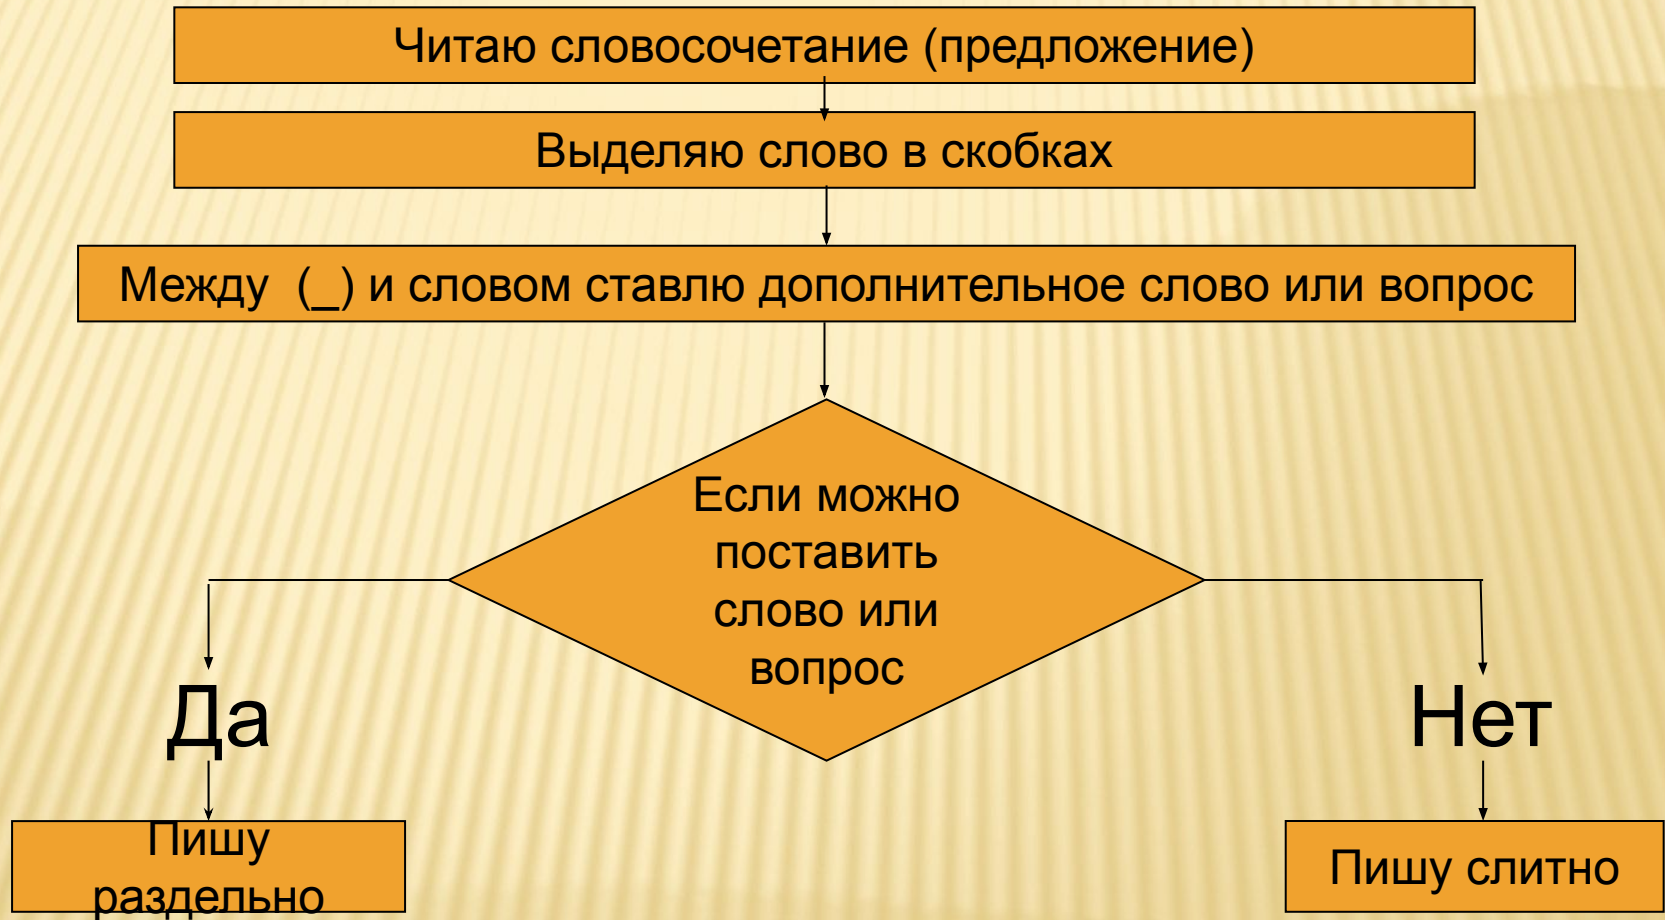 Читаю словосочетание (предложение)
Выделяю слово в скобках
Между (_) и словом ставлю дополнительное слово или вопрос
Если можно
поставить
слово или
вопрос
Да
Нет
Пишу
раздельно
Пишу слитно